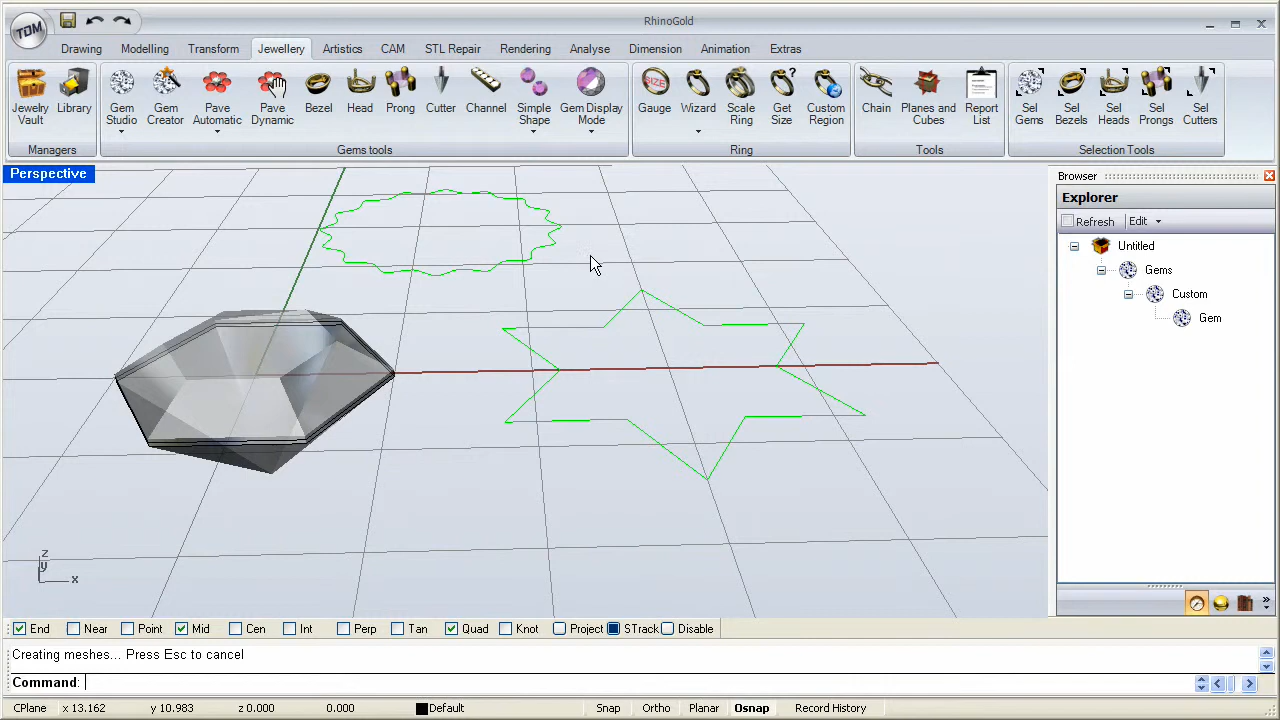 RhinoGold
TDM
Drawing Modelling Transform Jewellery Artistics CAM STL Repair Rendering Analyse Dimension Animation Extras
Jewelry Vault
Library
Gem Studio
Gem Creator
Pave Automatic
Pave Dynamic
Bezel
Head
Prong
Cutter
Channel
Simple Shape
Gem Display Mode
SIZE
Gauge
Wizard
Scale Ring
Get Size
Custom Region
Chain
Planes and Cubes
Report List
Sel Gems
Sel Bezels
Sel Heads
Sel Prongs
Sel Cutters
Managers Gems tools Ring Tools Selection Tools
Perspective
Browser
Explorer
Refresh Edit
Untitled
Gems
Custom
Gem
z
y
x
End Near Point Mid Cen Int Perp Tan Quad Knot Project STrack Disable
Creating meshes... Press Esc to cancel
Command:
CPlane x 13.162 y 10.983 z 0.000 0.000 Default Snap Ortho Planar Osnap Record History